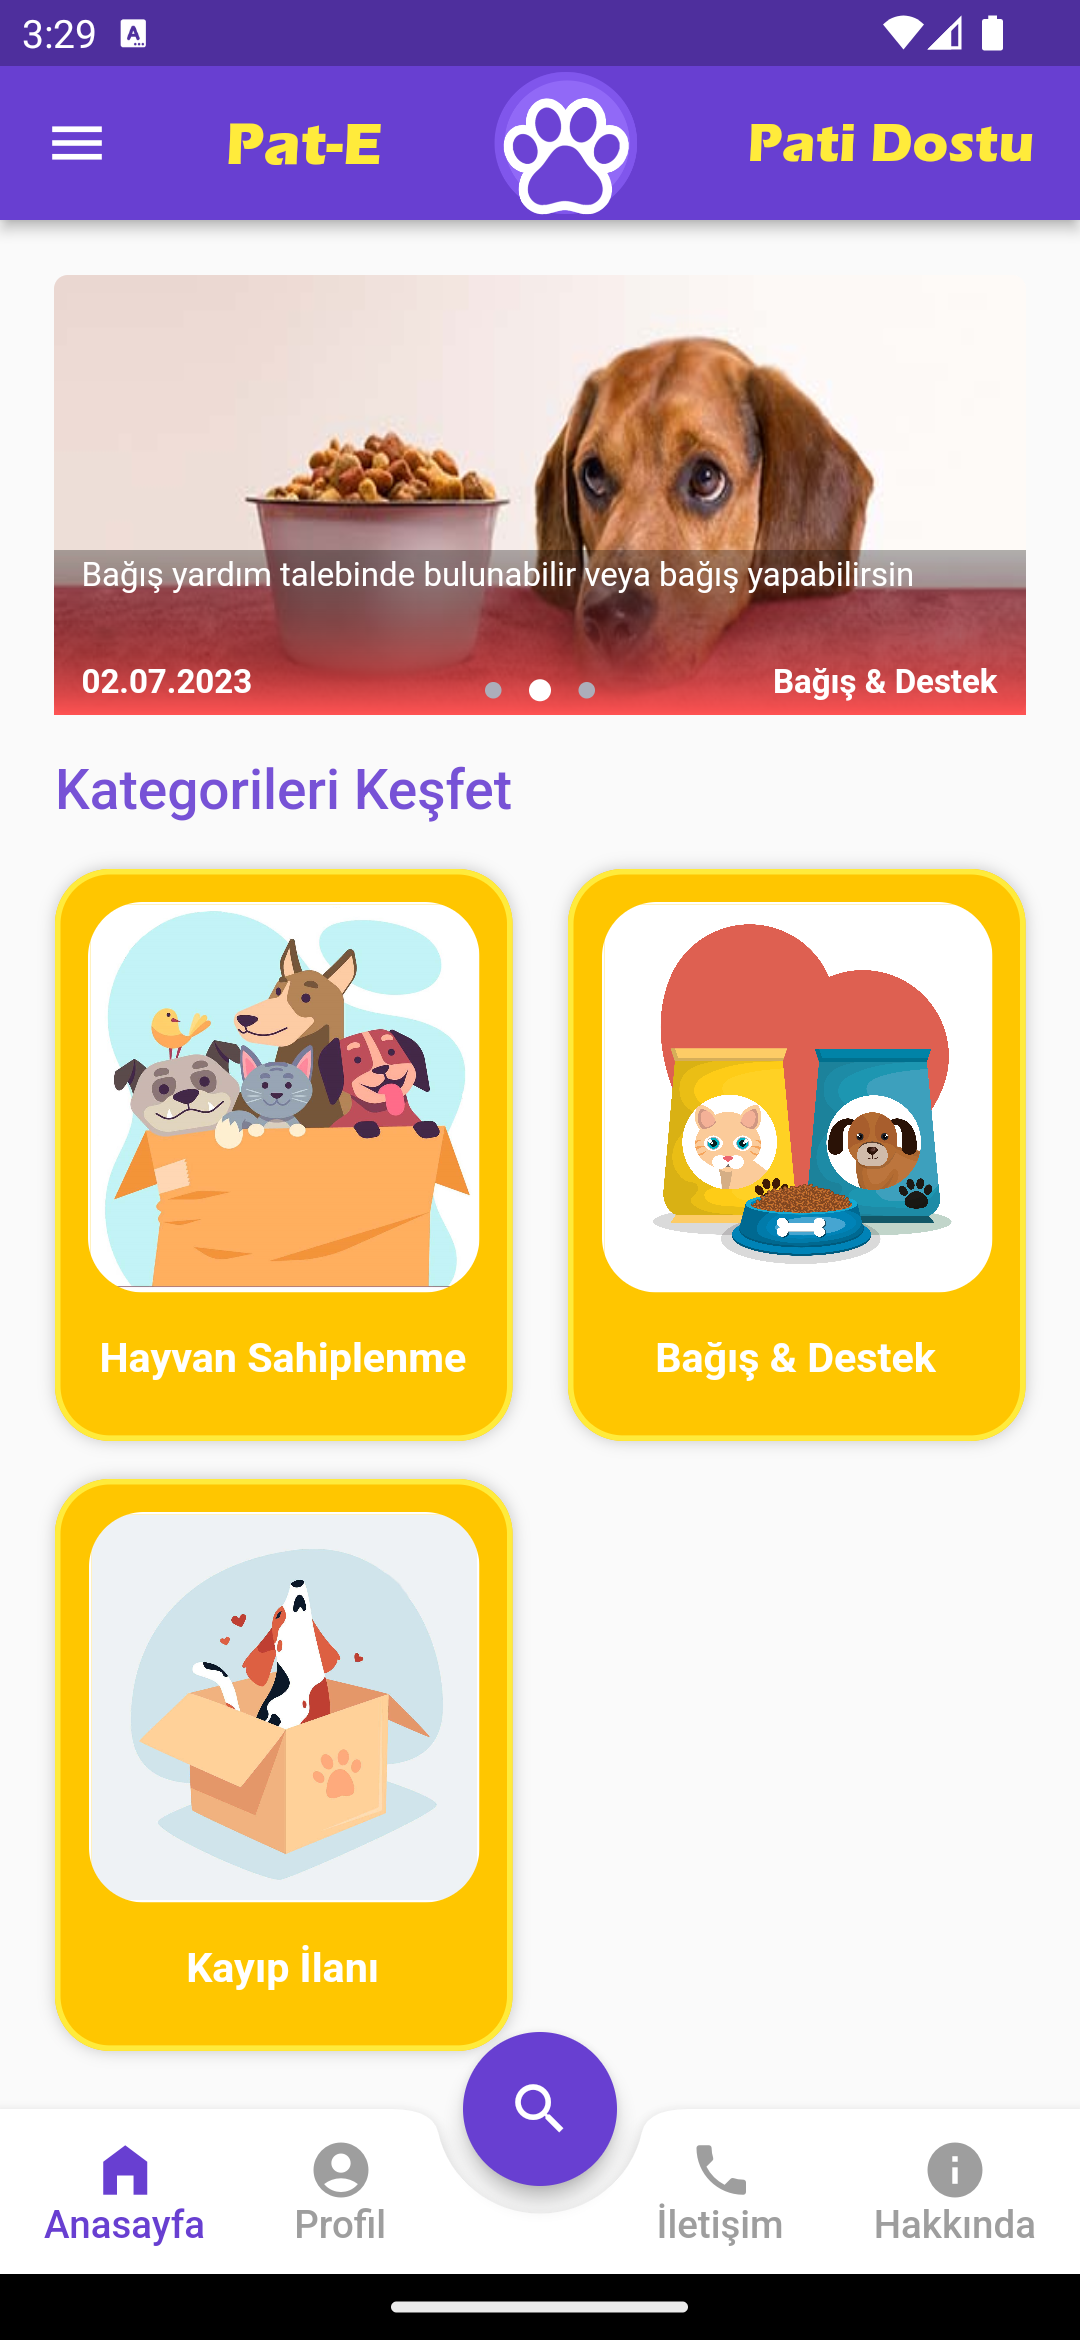 3:29
Pat-E
Pati Dostu
Bağış yardım talebinde bulunabilir veya bağış yapabilirsin
02.07.2023
Bağış & Destek
Kategorileri Keşfet
Hayvan Sahiplenme
Bağış & Destek
Kayıp İlanı
Anasayfa
Profil
İletişim
Hakkında